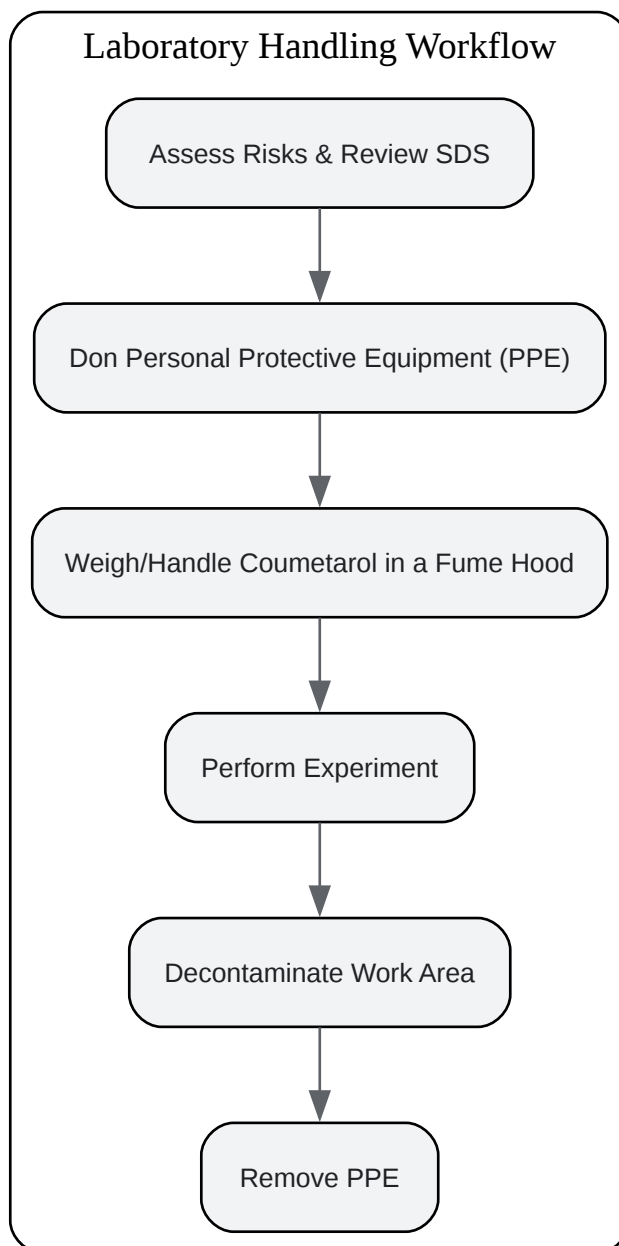 Laboratory Handling Workflow
Assess Risks & Review SDS
Don Personal Protective Equipment (PPE)
Weigh/Handle Coumetarol in a Fume Hood
Perform Experiment
Decontaminate Work Area
Remove PPE